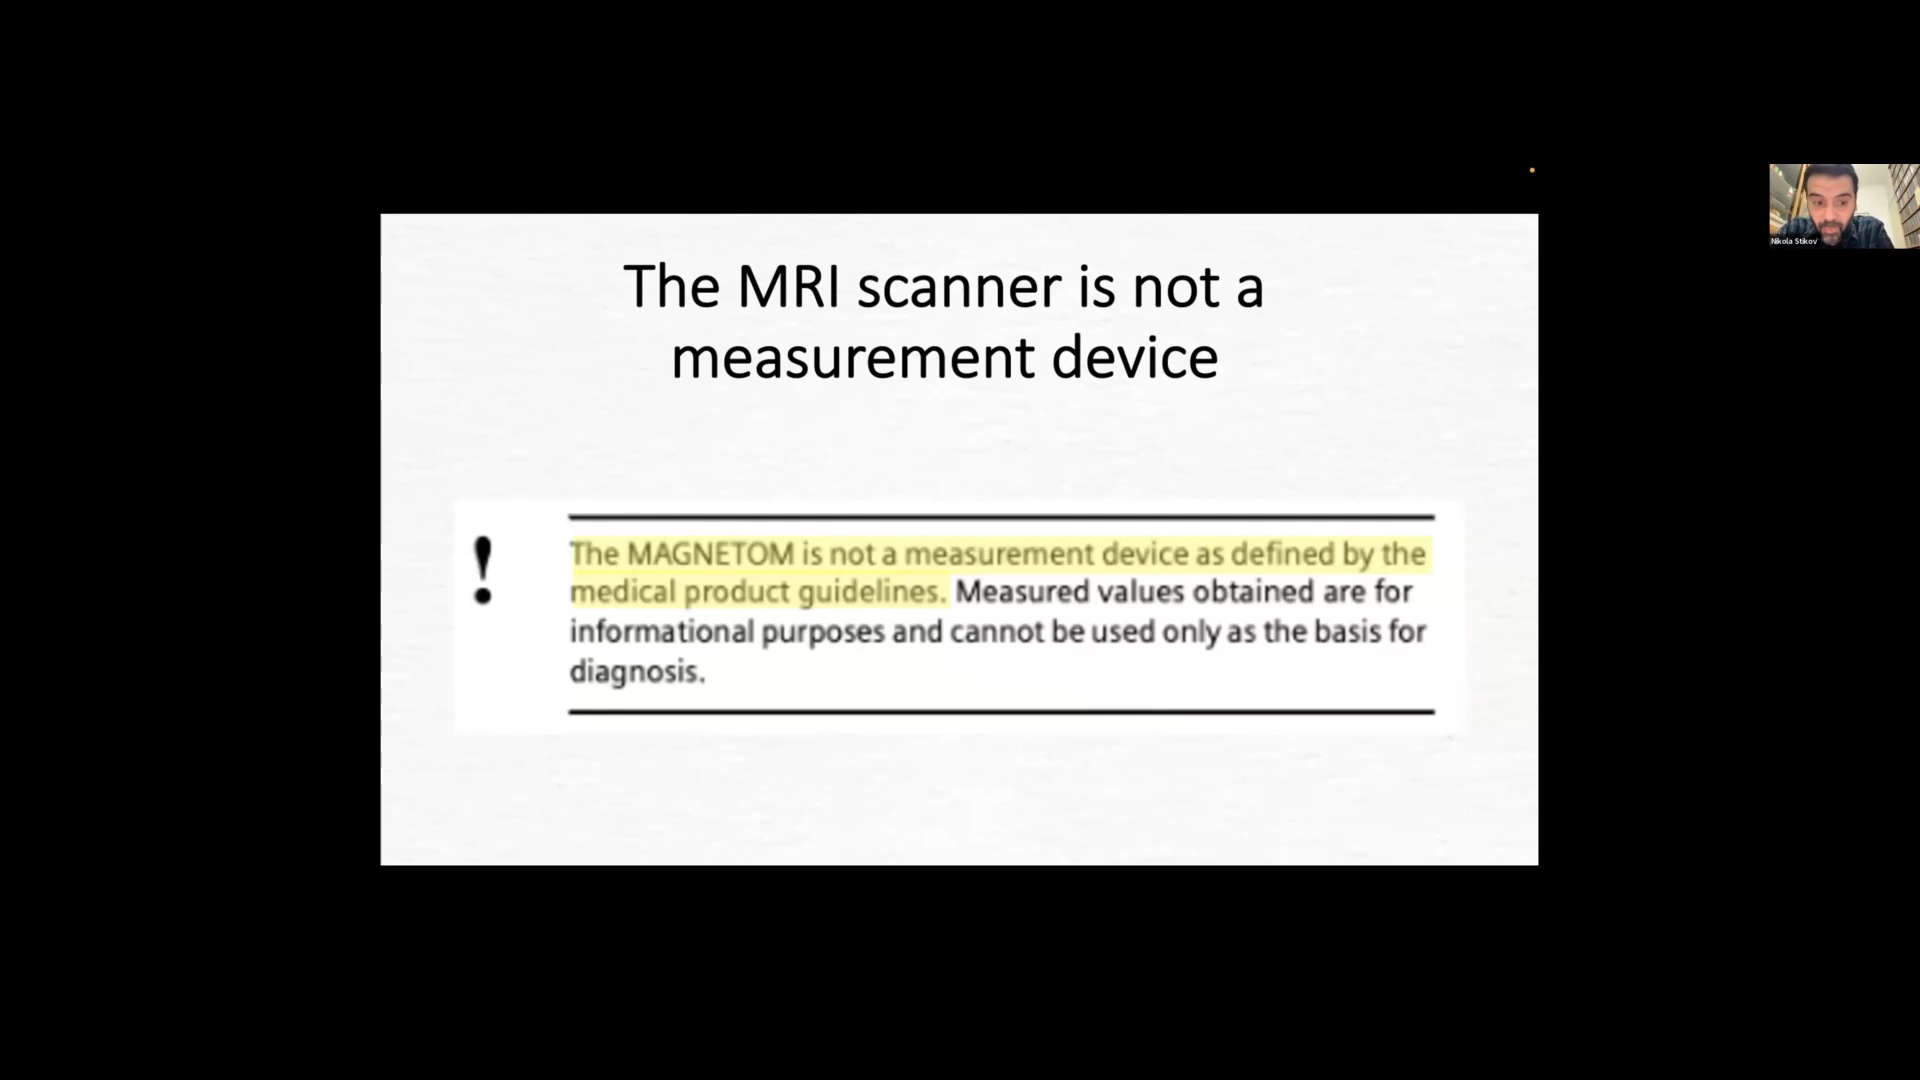 The MRI scanner is not a
measurement device
!
The MAGNETOM is not a measurement device as defined by the
medical product guidelines. Measured values obtained are for
informational purposes and cannot be used only as the basis for
diagnosis.
Nikola Stikov